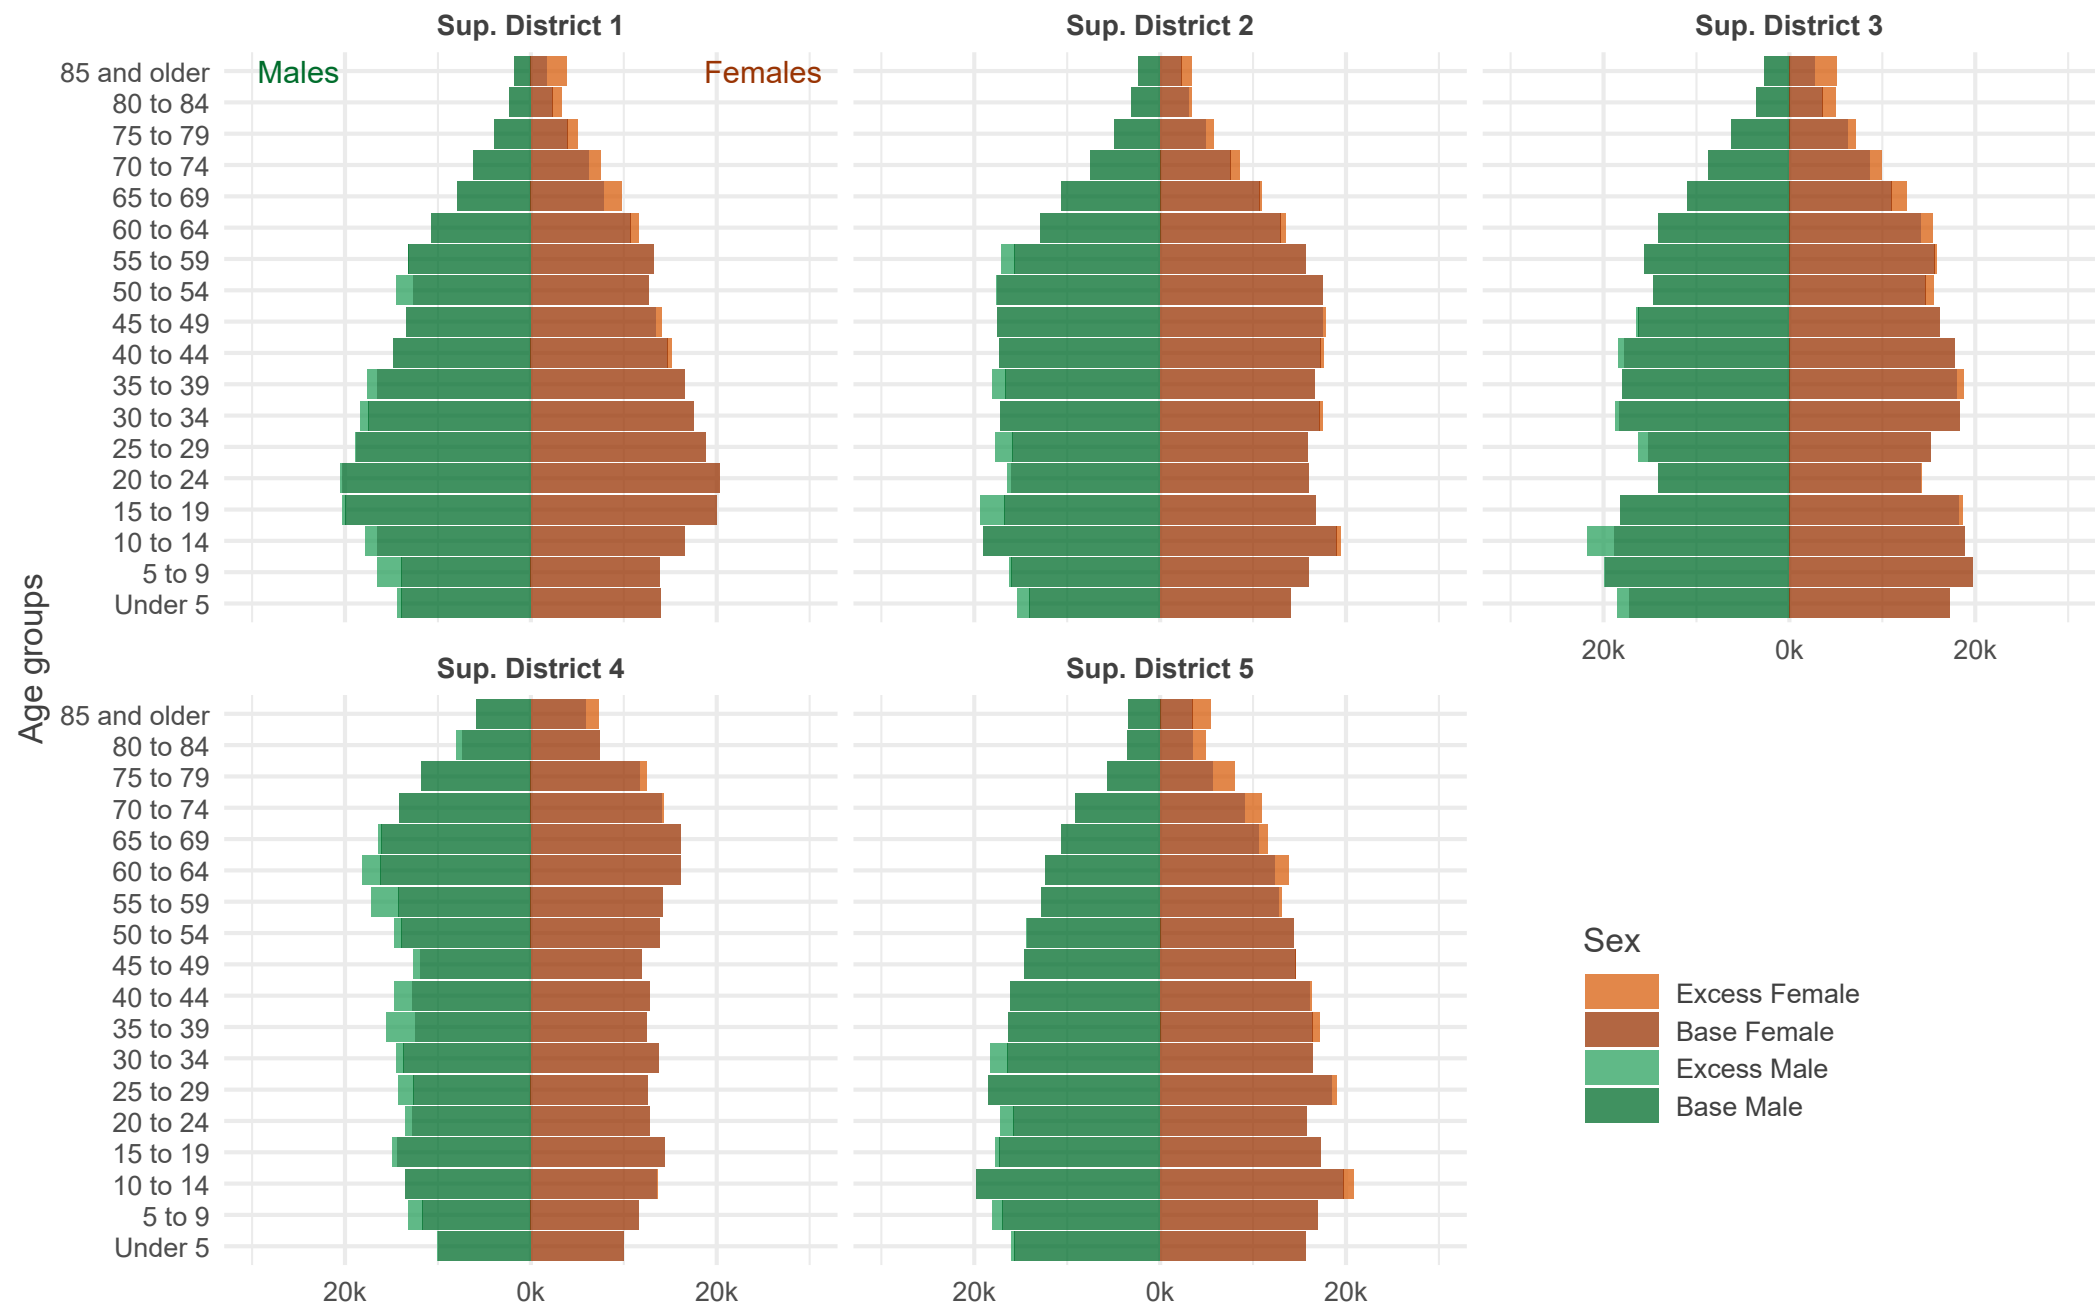 Sup. District 1
Sup. District 2
Sup. District 3
Males
Females
85 and older
80 to 84
75 to 79
70 to 74
65 to 69
60 to 64
55 to 59
50 to 54
45 to 49
40 to 44
35 to 39
30 to 34
25 to 29
20 to 24
15 to 19
10 to 14
5 to 9
Under 5
20k 0k 20k
Age groups
Sup. District 4
Sup. District 5
85 and older
80 to 84
75 to 79
70 to 74
65 to 69
60 to 64
55 to 59
50 to 54
45 to 49
40 to 44
35 to 39
30 to 34
25 to 29
20 to 24
15 to 19
10 to 14
5 to 9
Under 5
20k 0k 20k
20k 0k 20k
Sex
Excess Female
Base Female
Excess Male
Base Male